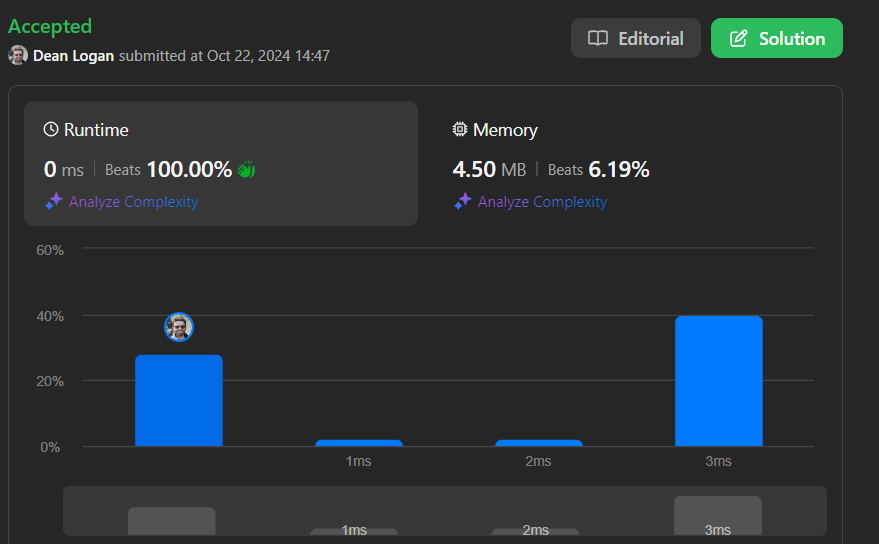 Accepted
Dean Logan submitted at Oct 22, 2024 14:47
Editorial
Solution
Runtime
0 ms | Beats 100.00%
Analyze Complexity
Memory
4.50 MB | Beats 6.19%
Analyze Complexity
60%
40%
20%
0%
1ms 2ms 3ms
1ms 2ms 3ms